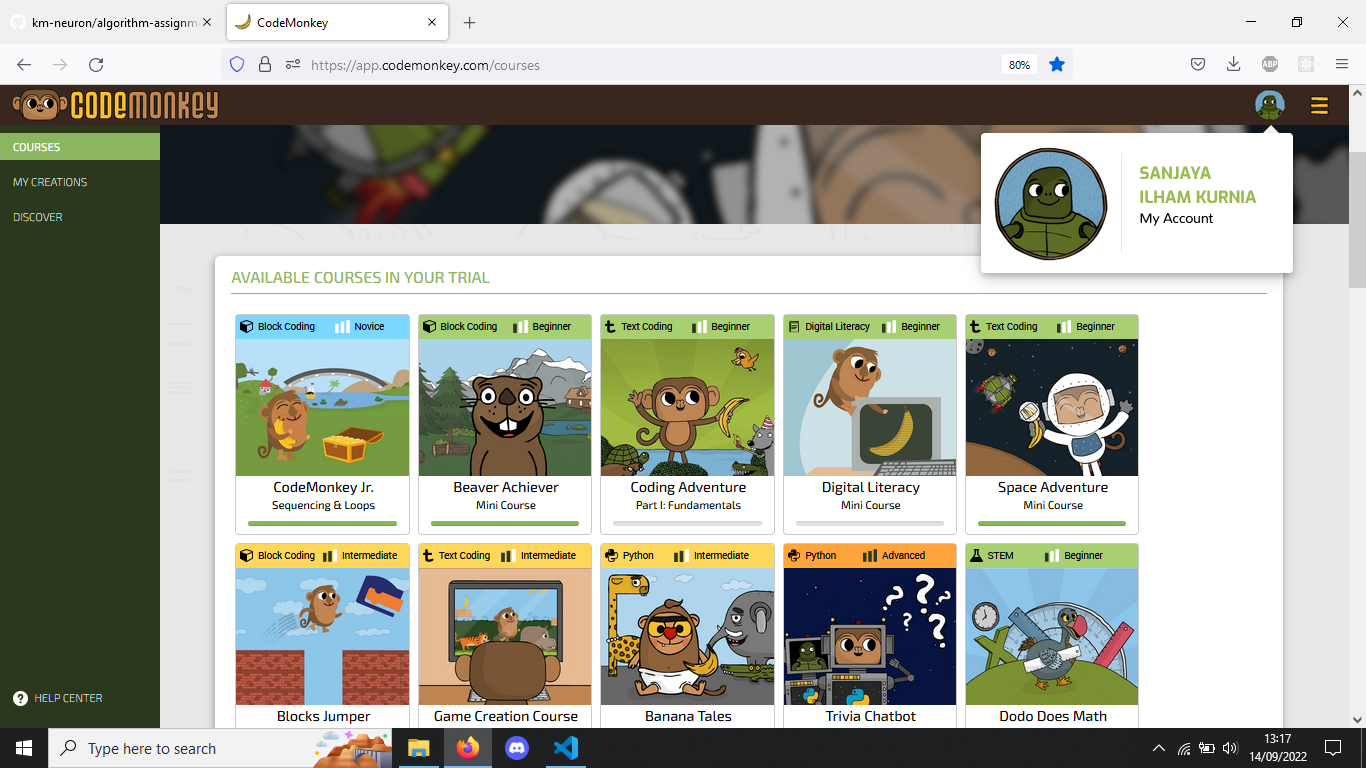 km-neuron/algorithm-assignm
CodeMonkey
https://app.codemonkey.com/courses
80%
ABP
CODEMONKEY
COURSES
MY CREATIONS
DISCOVER
HELP CENTER
SANJAYA
ILHAM KURNIA
My Account
AVAILABLE COURSES IN YOUR TRIAL
Block Coding Novice
Block Coding Beginner
Text Coding Beginner
Digital Literacy Beginner
Text Coding Beginner
CodeMonkey Jr.
Sequencing & Loops
Beaver Achiever
Mini Course
Coding Adventure
Part I: Fundamentals
Digital Literacy
Mini Course
Space Adventure
Mini Course
Block Coding Intermediate
Text Coding Intermediate
Python Intermediate
Python Advanced
STEM Beginner
Blocks Jumper
Game Creation Course
Banana Tales
Trivia Chatbot
Dodo Does Math
Type here to search
13:17
14/09/2022